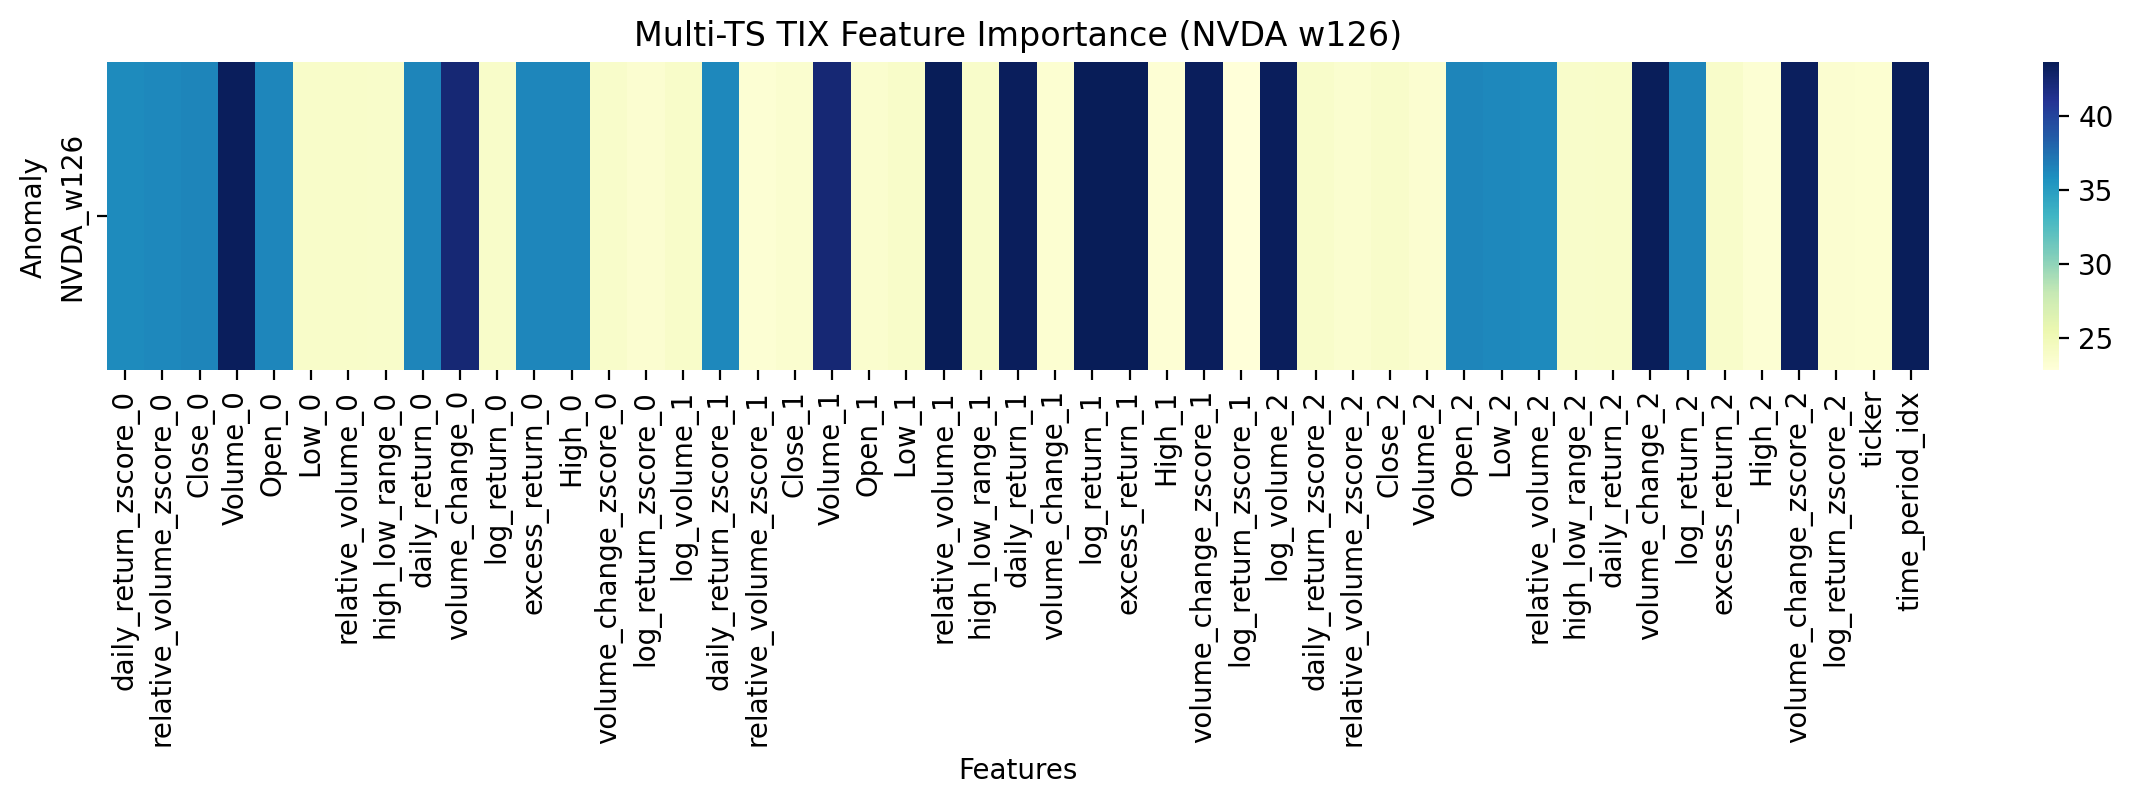 Multi-TS TIX Feature Importance (NVDA w126)
Anomaly
NVDA_w126
40
35
30
25
daily_return_zscore_0
relative_volume_zscore_0
Close_0
Volume_0
Open_0
Low_0
relative_volume_0
high_low_range_0
daily_return_0
volume_change_0
log_return_0
excess_return_0
High_0
volume_change_zscore_0
log_return_zscore_0
log_volume_1
daily_return_zscore_1
relative_volume_zscore_1
Close_1
Volume_1
Open_1
Low_1
relative_volume_1
high_low_range_1
daily_return_1
volume_change_1
log_return_1
excess_return_1
High_1
volume_change_zscore_1
log_return_zscore_1
log_volume_2
daily_return_zscore_2
relative_volume_zscore_2
Close_2
Volume_2
Open_2
Low_2
relative_volume_2
high_low_range_2
daily_return_2
volume_change_2
log_return_2
excess_return_2
High_2
volume_change_zscore_2
log_return_zscore_2
ticker
time_period_idx
Features